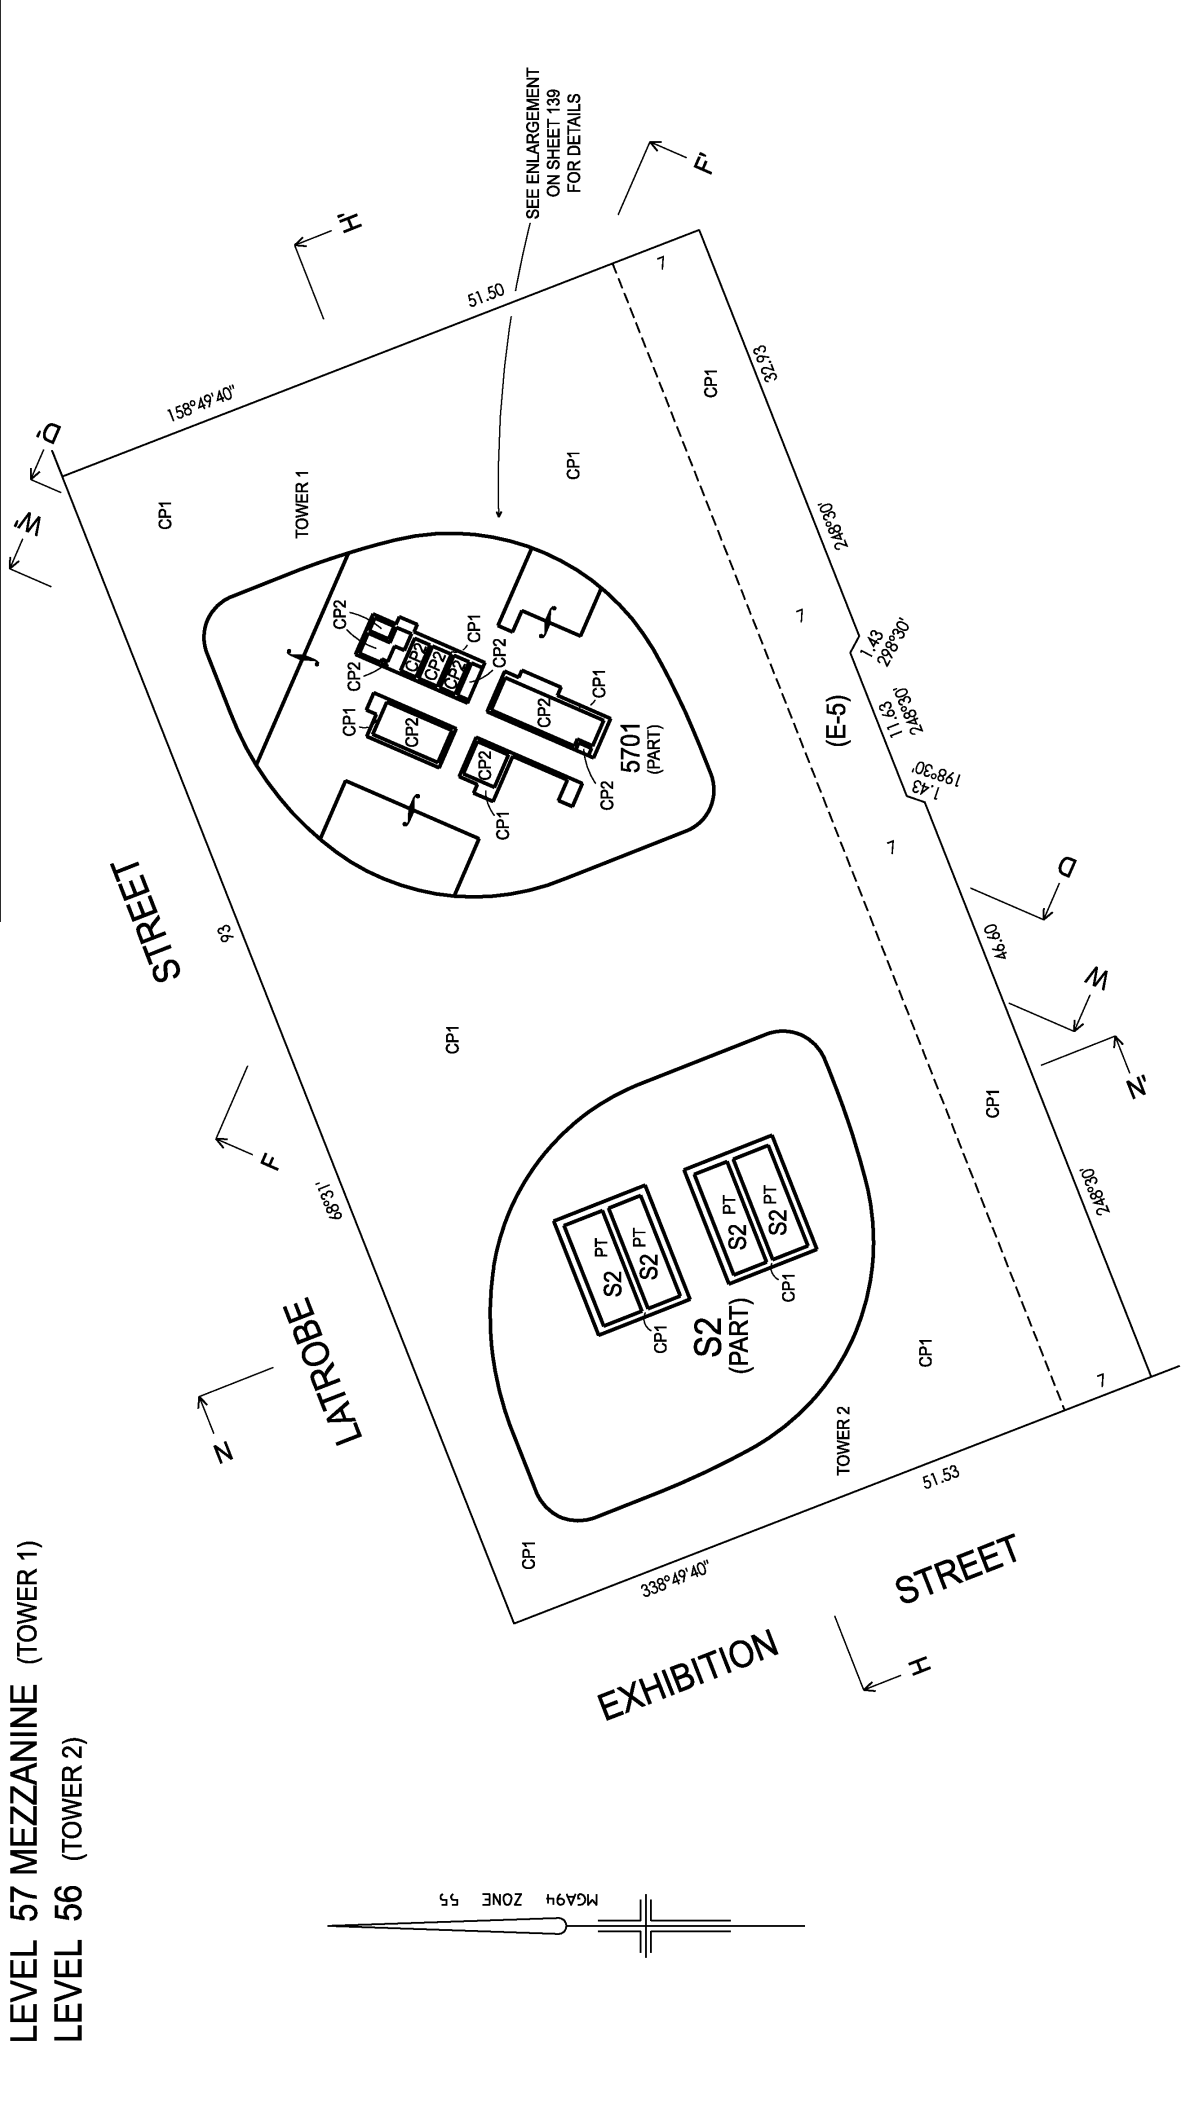 LEVEL 57 MEZZANINE (TOWER 1)
LEVEL 56 (TOWER 2)
MGA94 ZONE 55
LATROBE
STREET
EXHIBITION
STREET
SEE ENLARGEMENT
ON SHEET 139
FOR DETAILS
D'
W'
H'
F'
F
N
H
D
W
N'
158°49'40"
51.50
93
68°31'
338°49'40"
51.53
32.93
248°30'
1.43
298°30'
11.63
248°30'
1.43
198°30'
46.60
248°30'
(E-5)
7
7
7
7
CP1
CP1
CP1
CP1
CP1
CP1
CP1
TOWER 1
CP2
CP2
CP2
CP2
CP2
CP1
CP2
CP1
CP2
CP2
CP1
CP2
CP1
CP2
5701
(PART)
TOWER 2
S2 PT
S2 PT
CP1
S2 PT
S2 PT
CP1
S2
(PART)